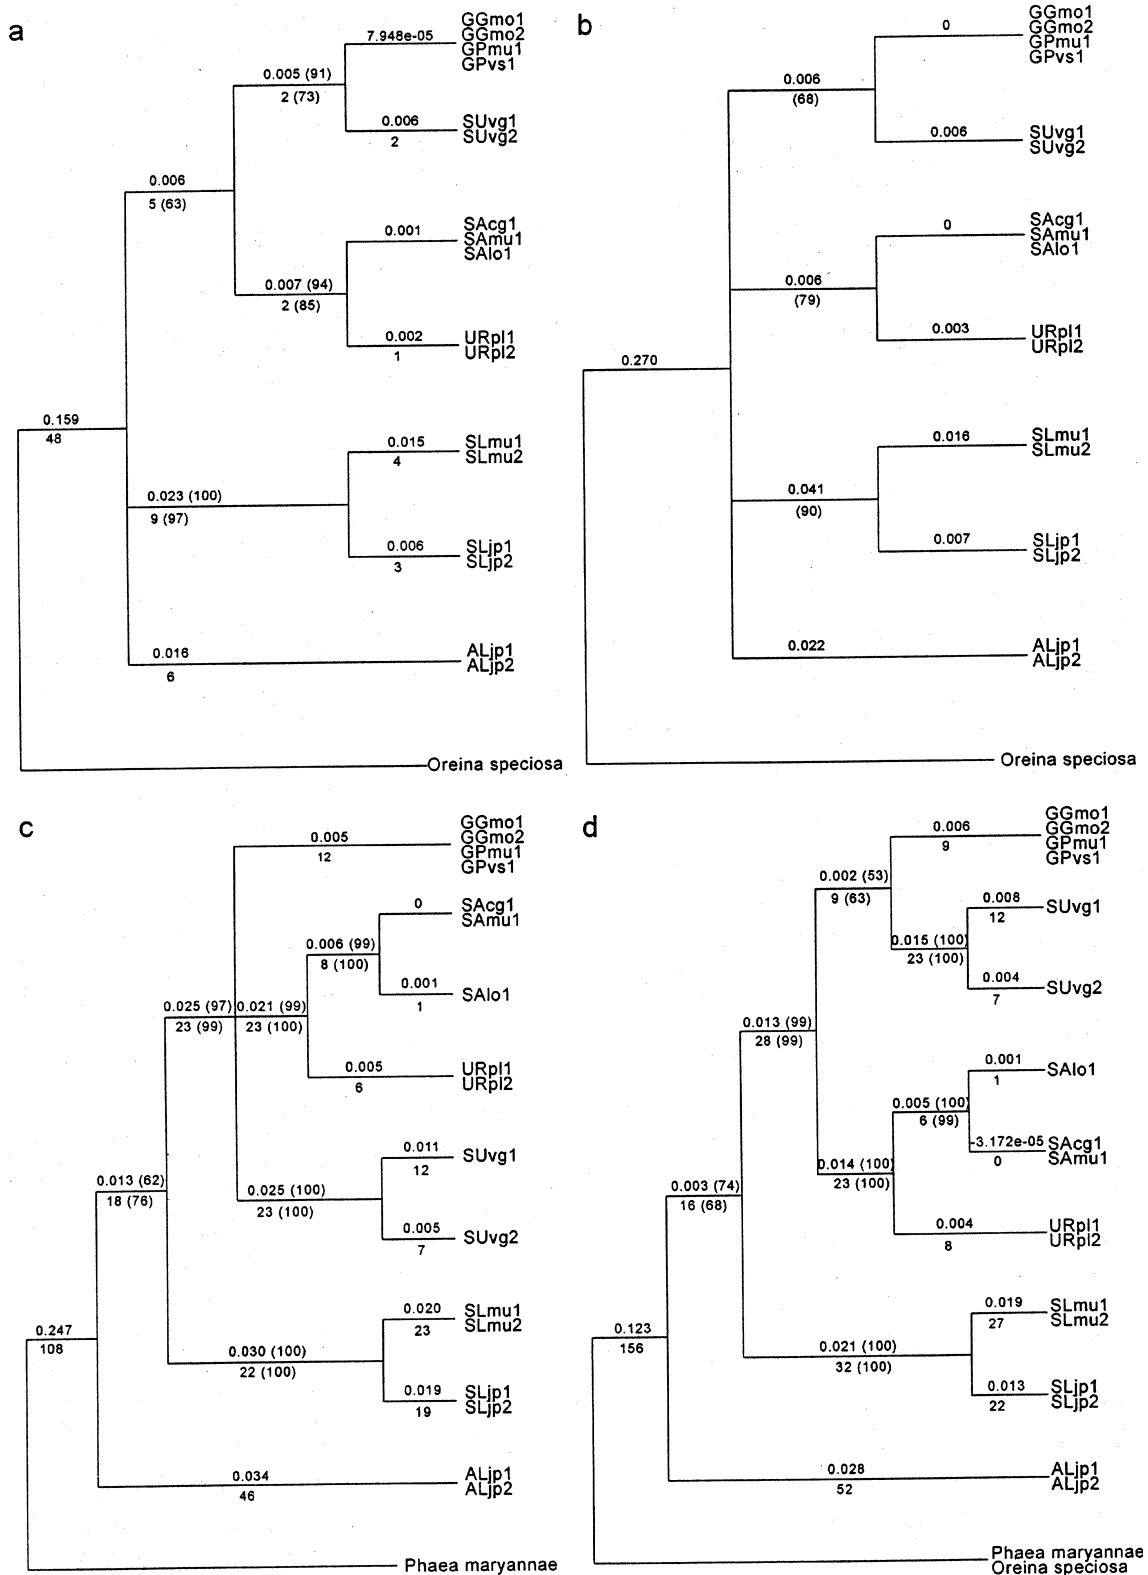 a
GGmo1
GGmo2
7.948e-05
GPmu1
GPvs1
0.005 (91)
2 (73)
0.006
2
SUvg1
SUvg2
0.006
5 (63)
0.001
SAcg1
SAmu1
SAlo1
0.007 (94)
2 (85)
0.002
1
URpl1
URpl2
0.159
48
0.015
4
SLmu1
SLmu2
0.023 (100)
9 (97)
0.006
3
SLjp1
SLjp2
0.016
6
ALjp1
ALjp2
Oreina speciosa
b
0
GGmo1
GGmo2
GPmu1
GPvs1
0.006
(68)
0.006
SUvg1
SUvg2
0
SAcg1
SAmu1
SAlo1
0.006
(79)
0.003
URpl1
URpl2
0.270
0.016
SLmu1
SLmu2
0.041
(90)
0.007
SLjp1
SLjp2
0.022
ALjp1
ALjp2
Oreina speciosa
c
0.005
12
GGmo1
GGmo2
GPmu1
GPvs1
0
SAcg1
SAmu1
0.006 (99)
8 (100)
0.001
1
SAlo1
0.025 (97)
23 (99)
0.021 (99)
23 (100)
0.005
6
URpl1
URpl2
0.011
12
SUvg1
0.013 (62)
18 (76)
0.025 (100)
23 (100)
0.005
7
SUvg2
0.020
23
SLmu1
SLmu2
0.247
108
0.030 (100)
22 (100)
0.019
19
SLjp1
SLjp2
0.034
46
ALjp1
ALjp2
Phaea maryannae
d
0.006
9
GGmo1
GGmo2
GPmu1
GPvs1
0.002 (53)
9 (63)
0.008
12
SUvg1
0.015 (100)
23 (100)
0.004
7
SUvg2
0.013 (99)
28 (99)
0.001
1
SAlo1
0.005 (100)
6 (99)
-3.172e-05
0
SAcg1
SAmu1
0.014 (100)
23 (100)
0.003 (74)
16 (68)
0.004
8
URpl1
URpl2
0.019
27
SLmu1
SLmu2
0.123
156
0.021 (100)
32 (100)
0.013
22
SLjp1
SLjp2
0.028
52
ALjp1
ALjp2
Phaea maryannae
Oreina speciosa